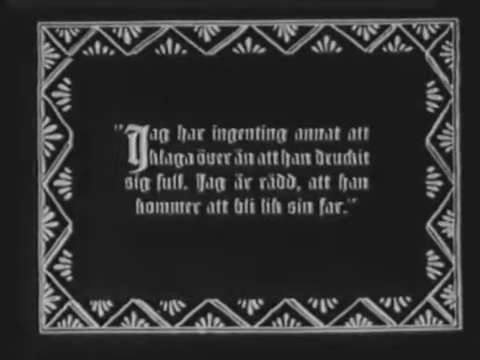 "Jag har ingenting annat att
klaga över än att han druckit
sig full. Jag är rädd, att han
kommer att bli lik sin far."